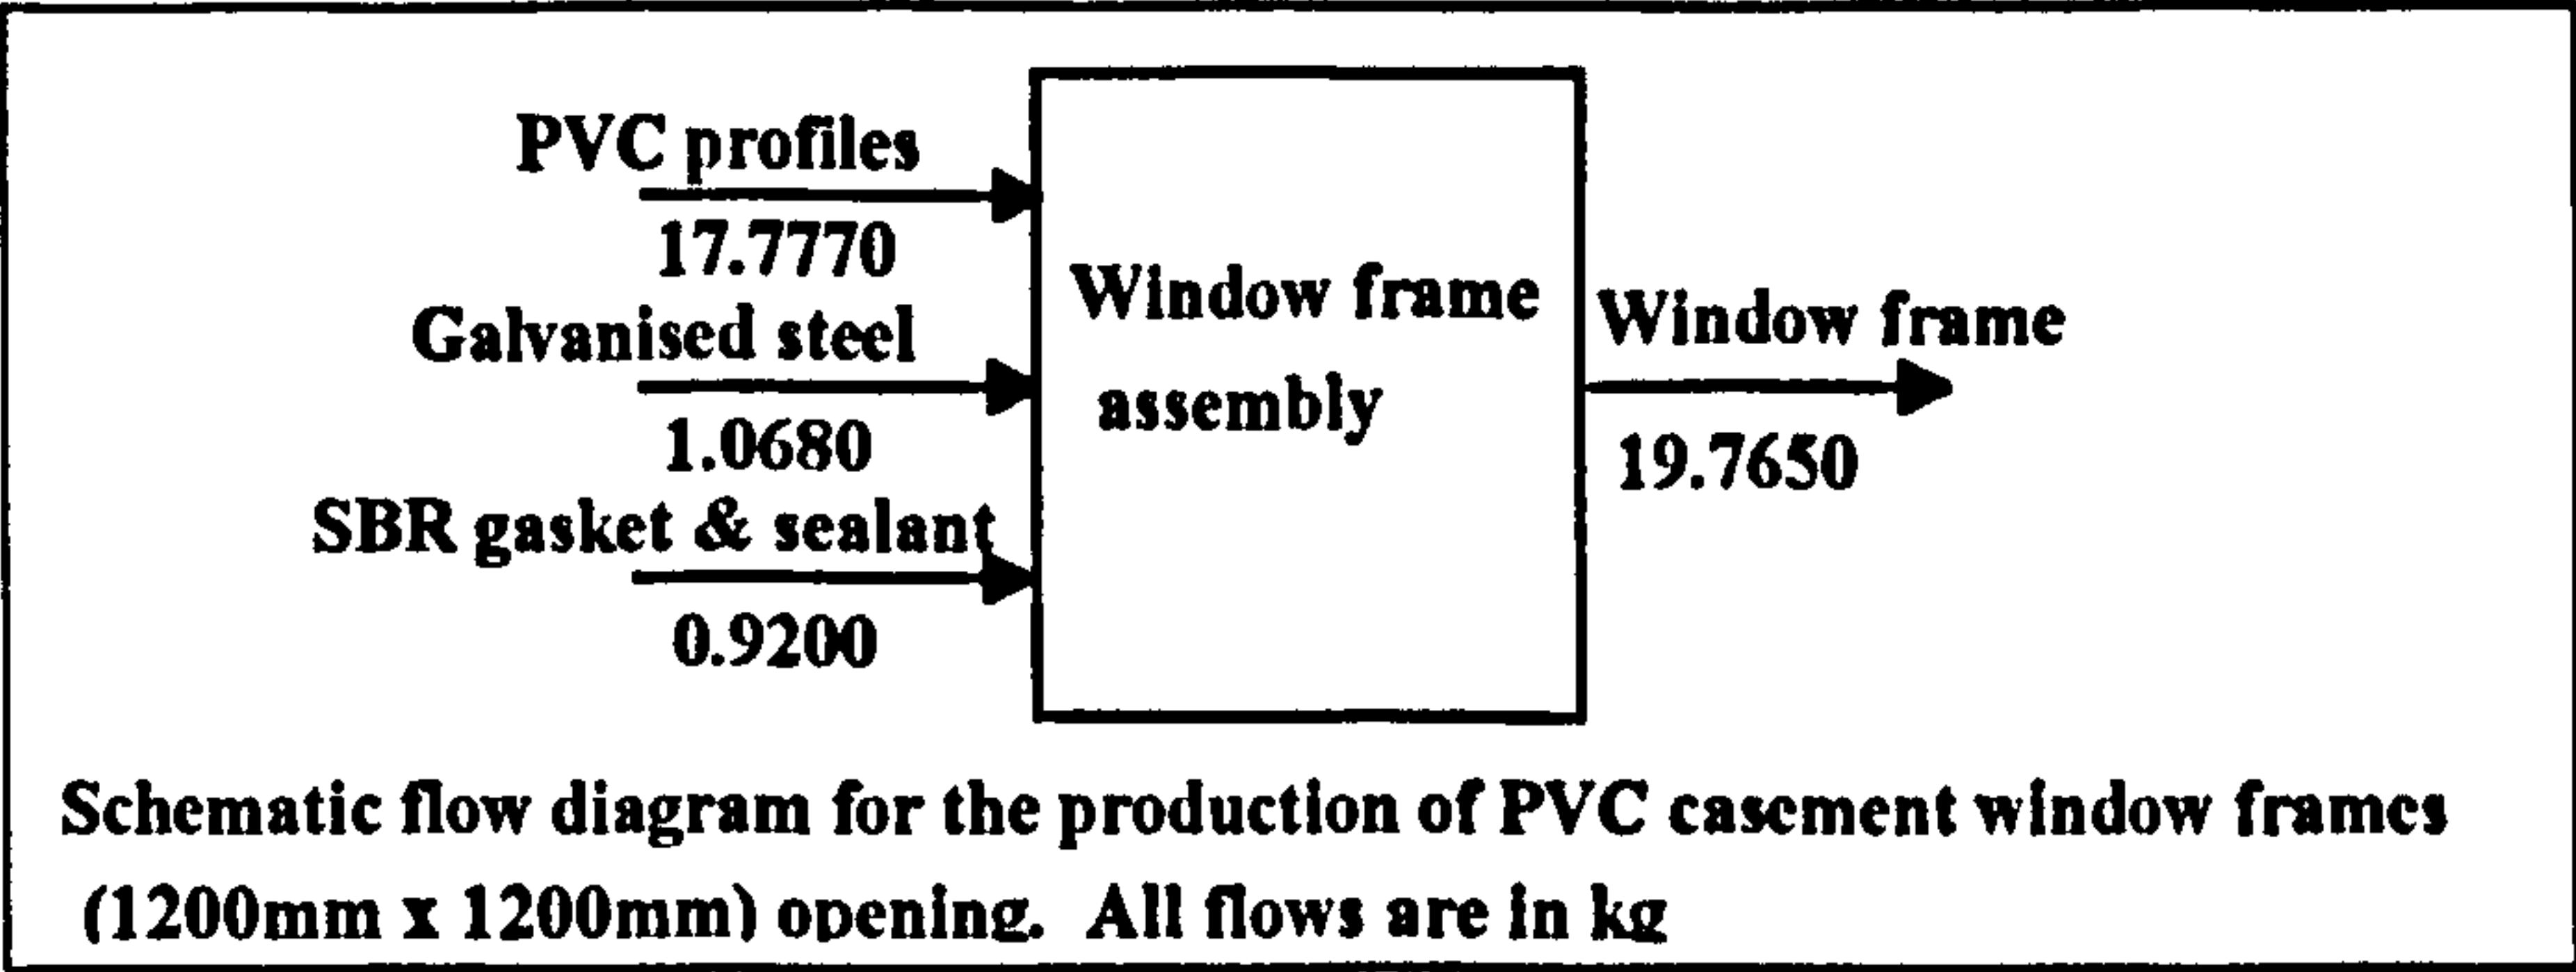 PVC profiles
17.7770
Galvanised steel
1.0680
SBR gasket & sealant
0.9200
Window frame
assembly
Window frame
19.7650
Schematic flow diagram for the production of PVC casement window frames
(1200mm x 1200mm) opening. All flows are in kg